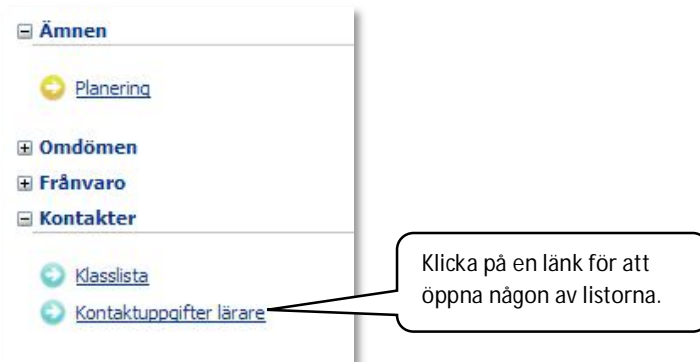 Ämnen
Planering
Omdömen
Frånvaro
Kontakter
Klasslista
Kontaktuppgifter lärare
Klicka på en länk för att
öppna någon av listorna.